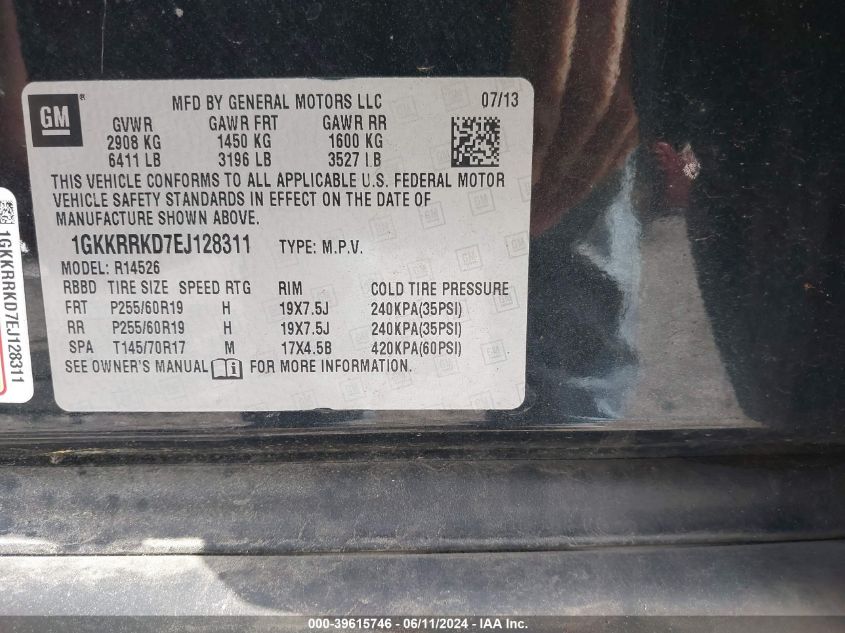 GM
®
MFD BY GENERAL MOTORS LLC 07/13
GVWR GAWR FRT GAWR RR
2908 KG 1450 KG 1600 KG
6411 LB 3196 LB 3527 LB
THIS VEHICLE CONFORMS TO ALL APPLICABLE U.S. FEDERAL MOTOR
VEHICLE SAFETY STANDARDS IN EFFECT ON THE DATE OF
MANUFACTURE SHOWN ABOVE.
1GKKRRKD7EJ128311 TYPE: M.P.V.
MODEL: R14526
RBBD TIRE SIZE SPEED RTG RIM COLD TIRE PRESSURE
FRT P255/60R19 H 19X7.5J 240KPA(35PSI)
RR P255/60R19 H 19X7.5J 240KPA(35PSI)
SPA T145/70R17 M 17X4.5B 420KPA(60PSI)
SEE OWNER'S MANUAL i FOR MORE INFORMATION.
1GKKRRKD7EJ128311
000-39615746 - 06/11/2024 - IAA Inc.